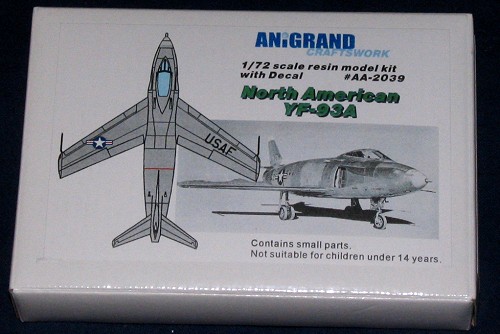 ANiGRAND
CRAFTSWORK
1/72 scale resin model kit
with Decal #AA-2039
North American
YF-93A
USAF
Contains small parts.
Not suitable for children under 14 years.